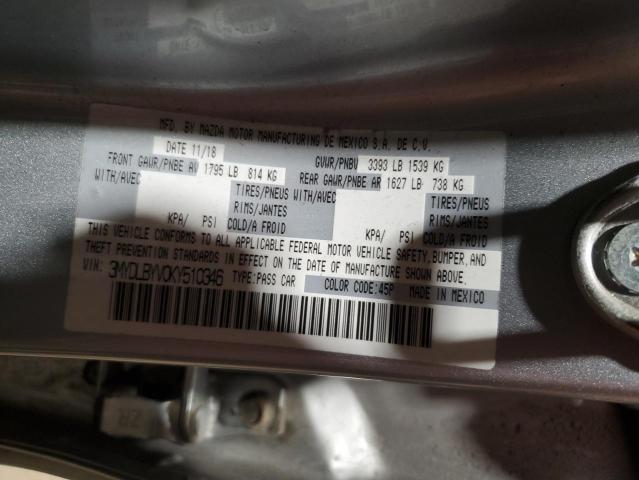 MFD. BY MAZDA MOTOR MANUFACTURING DE MEXICO S.A. DE C.V.
DATE 11/18 GVWR/PNBV 3393 LB 1539 KG
FRONT GAWR/PNBE AV 1795 LB 814 KG REAR GAWR/PNBE AR 1627 LB 738 KG
WITH/AVEC TIRES/PNEUS WITH/AVEC TIRES/PNEUS
RIMS/JANTES RIMS/JANTES
KPA/ PSI COLD/A FROID KPA/ PSI COLD/A FROID
THIS VEHICLE CONFORMS TO ALL APPLICABLE FEDERAL MOTOR VEHICLE SAFETY, BUMPER, AND
THEFT PREVENTION STANDARDS IN EFFECT ON THE DATE OF MANUFACTURE SHOWN ABOVE.
VIN: 3MYDLBYV0KY510346 TYPE:PASS CAR COLOR CODE:45P MADE IN MEXICO
ZR